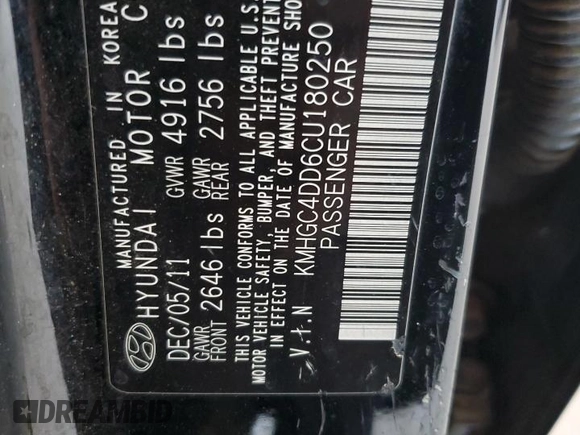 MANUFACTURED IN KOREA
HYUNDAI MOTOR C
DEC/05/11 GVWR 4916 lbs
GAWR FRONT 2646 lbs GAWR REAR 2756 lbs
THIS VEHICLE CONFORMS TO ALL APPLICABLE U.S.
MOTOR VEHICLE SAFETY, BUMPER, AND THEFT PREVENT
IN EFFECT ON THE DATE OF MANUFACTURE SHO
V.I.N KMHGC4DD6CU180250
PASSENGER CAR
DREAMBID